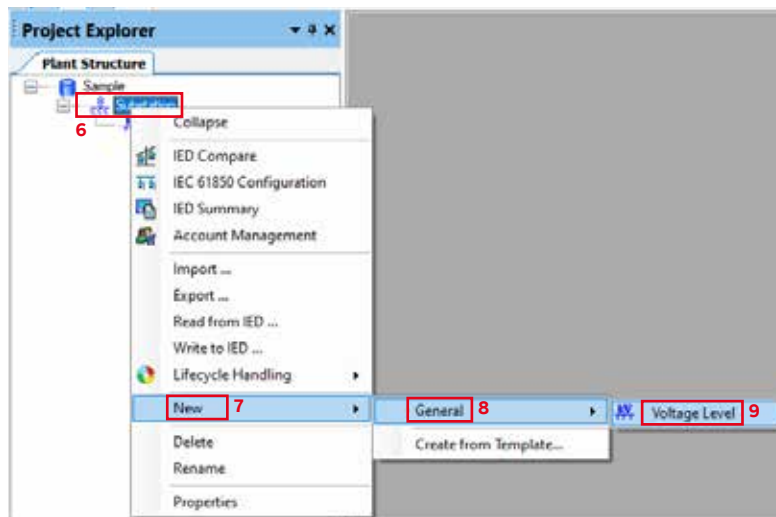 Project Explorer
Plant Structure
Sample
Substation
6
Collapse
IED Compare
IEC 61850 Configuration
IED Summary
Account Management
Import ...
Export ...
Read from IED ...
Write to IED ...
Lifecycle Handling
New 7
General 8
Voltage Level 9
Delete
Create from Template...
Rename
Properties